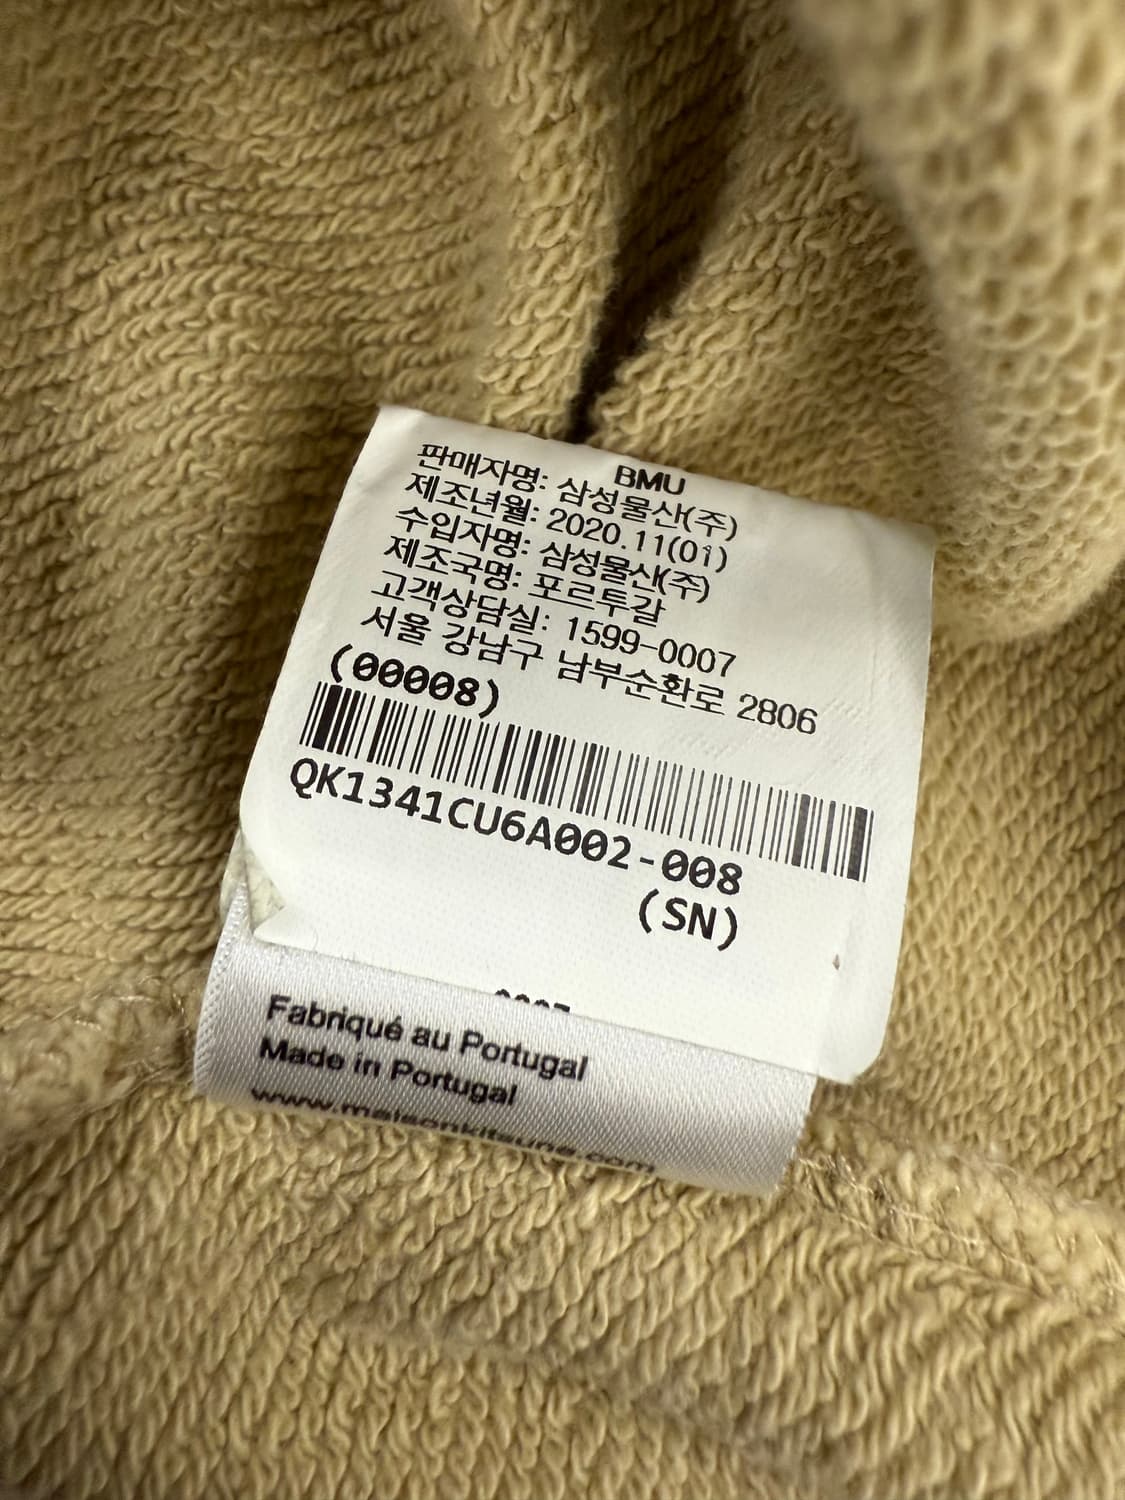 BMU
판매자명: 삼성물산(주)
제조년월: 2020.11(01)
수입자명: 삼성물산(주)
제조국명: 포르투갈
고객상담실: 1599-0007
서울 강남구 남부순환로 2806
(00008)
QK1341CU6A002-008
(SN)
Fabriqué au Portugal
Made in Portugal
www.maisonkitsune.com